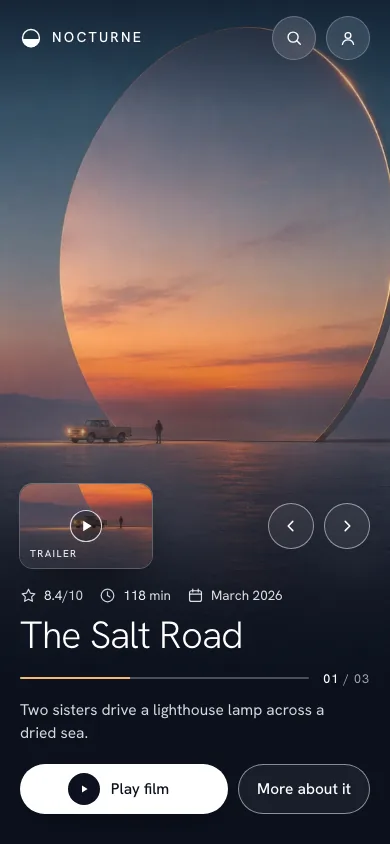 NOCTURNE
TRAILER
8.4/10 118 min March 2026
The Salt Road
01 / 03
Two sisters drive a lighthouse lamp across a
dried sea.
Play film More about it